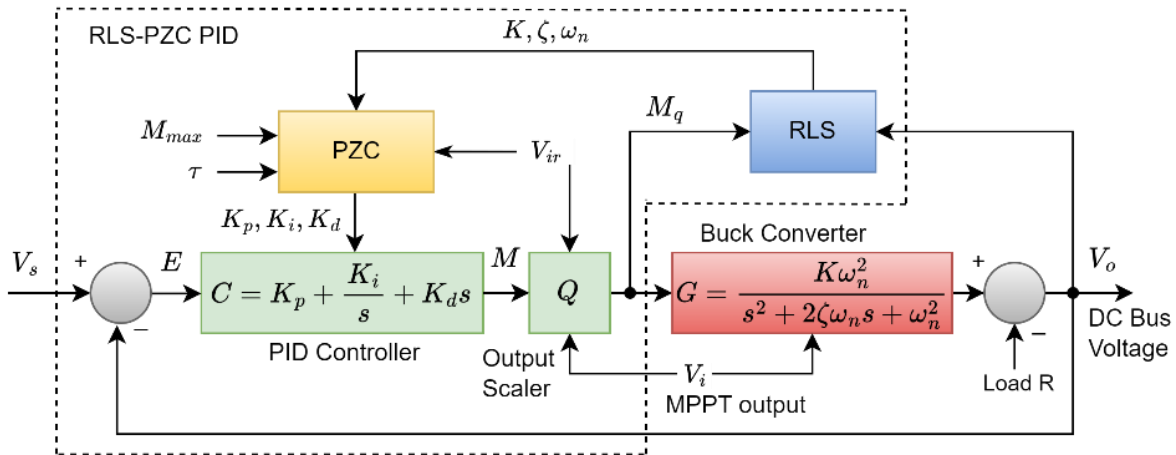 RLS-PZC PID
K, ζ, ω_n
M_max
τ
PZC
V_ir
M_q
RLS
K_p, K_i, K_d
Buck Converter
V_s
+
−
E
C = K_p + K_i/s + K_d s
M
Q
G = Kω_n^2/(s^2 + 2ζω_n s + ω_n^2)
+
−
V_o
PID Controller
Output
Scaler
V_i
MPPT output
Load R
DC Bus
Voltage